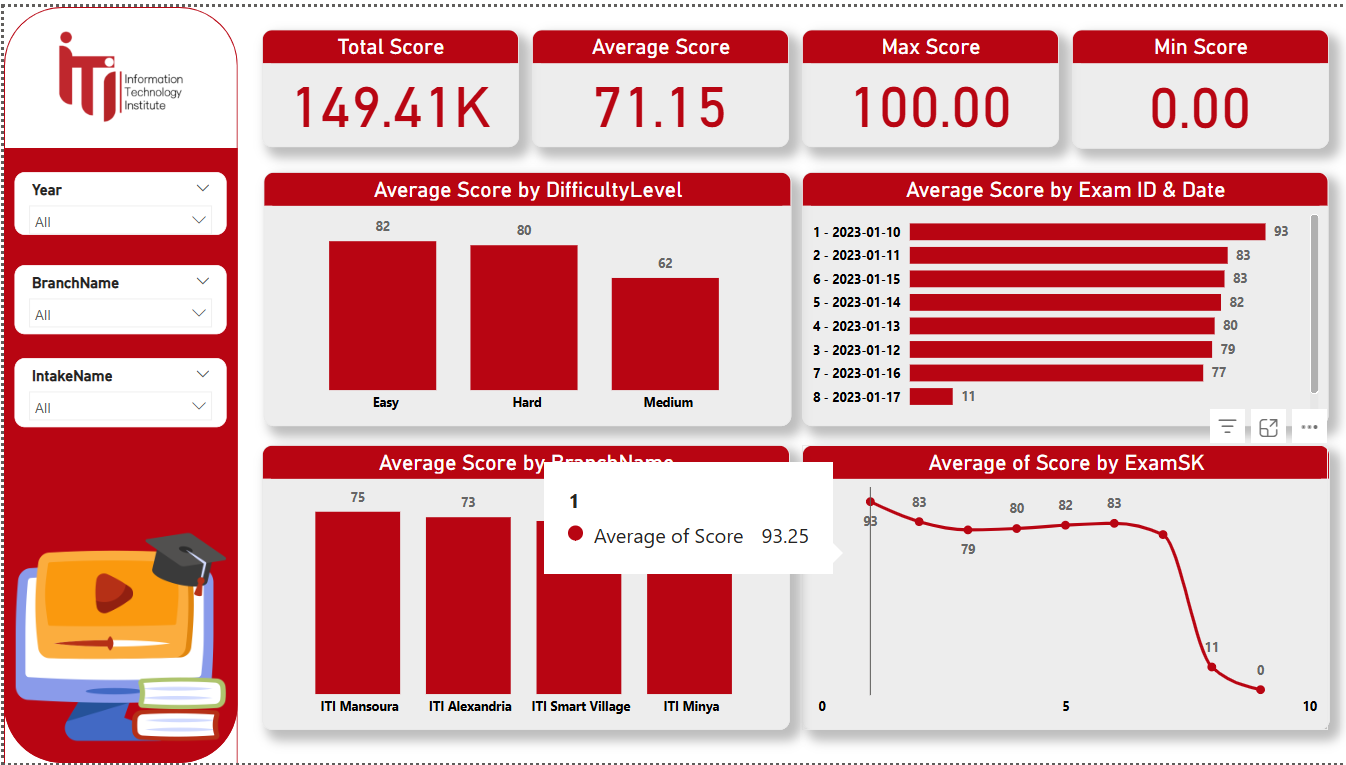 iTi
Information
Technology
Institute
Year
All
BranchName
All
IntakeName
All
Total Score
149.41K
Average Score
71.15
Max Score
100.00
Min Score
0.00
Average Score by DifficultyLevel
82
80
62
Easy
Hard
Medium
Average Score by Exam ID & Date
1 - 2023-01-10 93
2 - 2023-01-11 83
6 - 2023-01-15 83
5 - 2023-01-14 82
4 - 2023-01-13 80
3 - 2023-01-12 79
7 - 2023-01-16 77
8 - 2023-01-17 11
Average Score by BranchName
75
73
ITI Mansoura
ITI Alexandria
ITI Smart Village
ITI Minya
1
Average of Score 93.25
Average of Score by ExamSK
93
83
79
80
82
83
11
0
0
5
10